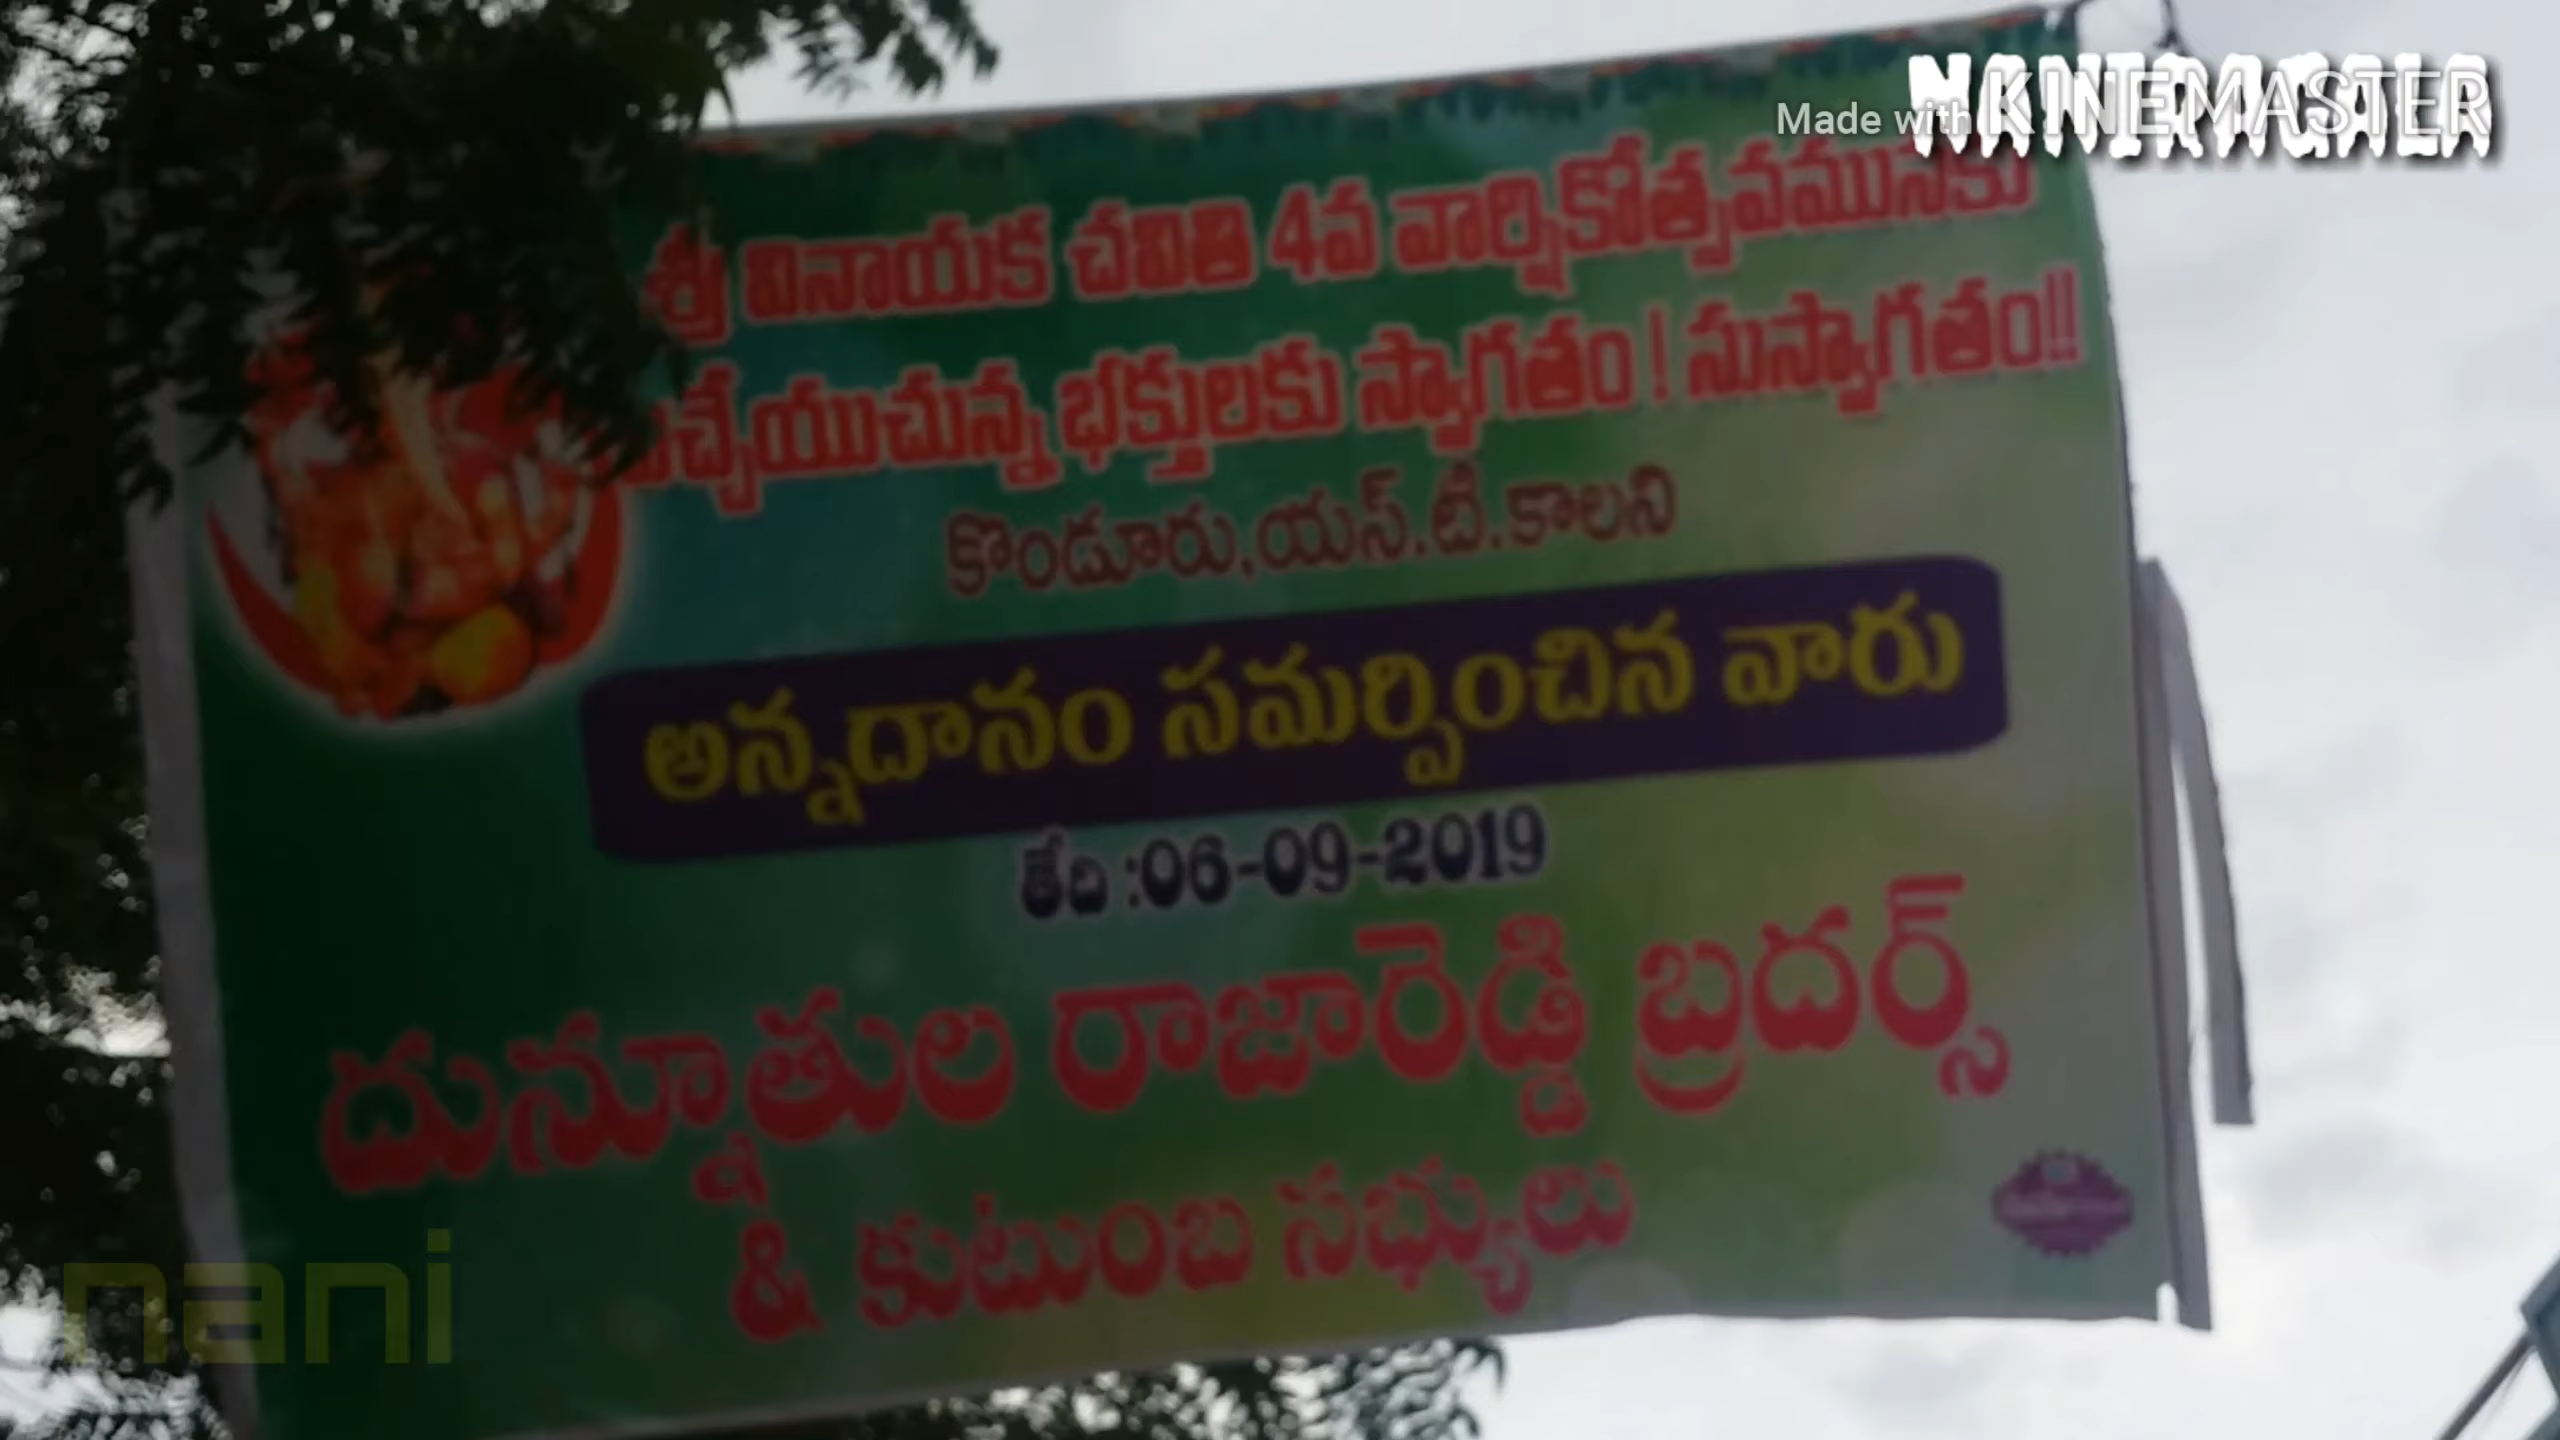 NANIRAGALA
Made with KINEMASTER
శ్రీ వినాయక చవితి 4వ వార్షికోత్సవమునకు
విచ్చేయుచున్న భక్తులకు స్వాగతం ! సుస్వాగతం!!
కొండూరు,యస్.టి.కాలని
అన్నదానం సమర్పించిన వారు
తేది :06-09-2019
దున్నూతుల రాజారెడ్డి బ్రదర్స్
& కుటుంబ సభ్యులు
nani